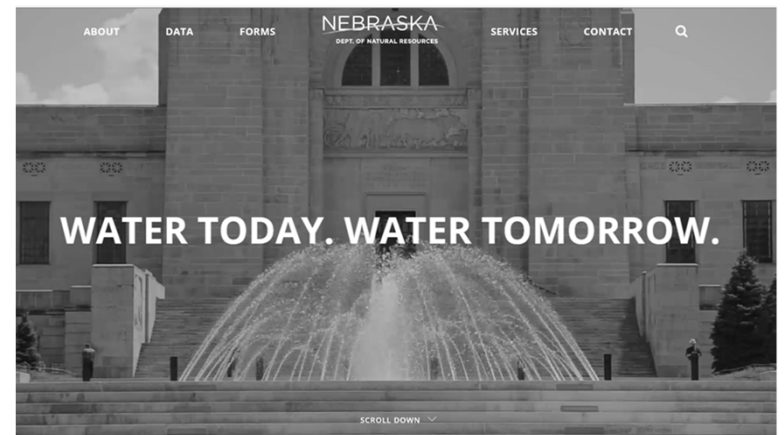 ABOUT DATA FORMS NEBRASKA SERVICES CONTACT
DEPT. OF NATURAL RESOURCES
WATER TODAY. WATER TOMORROW.
SCROLL DOWN